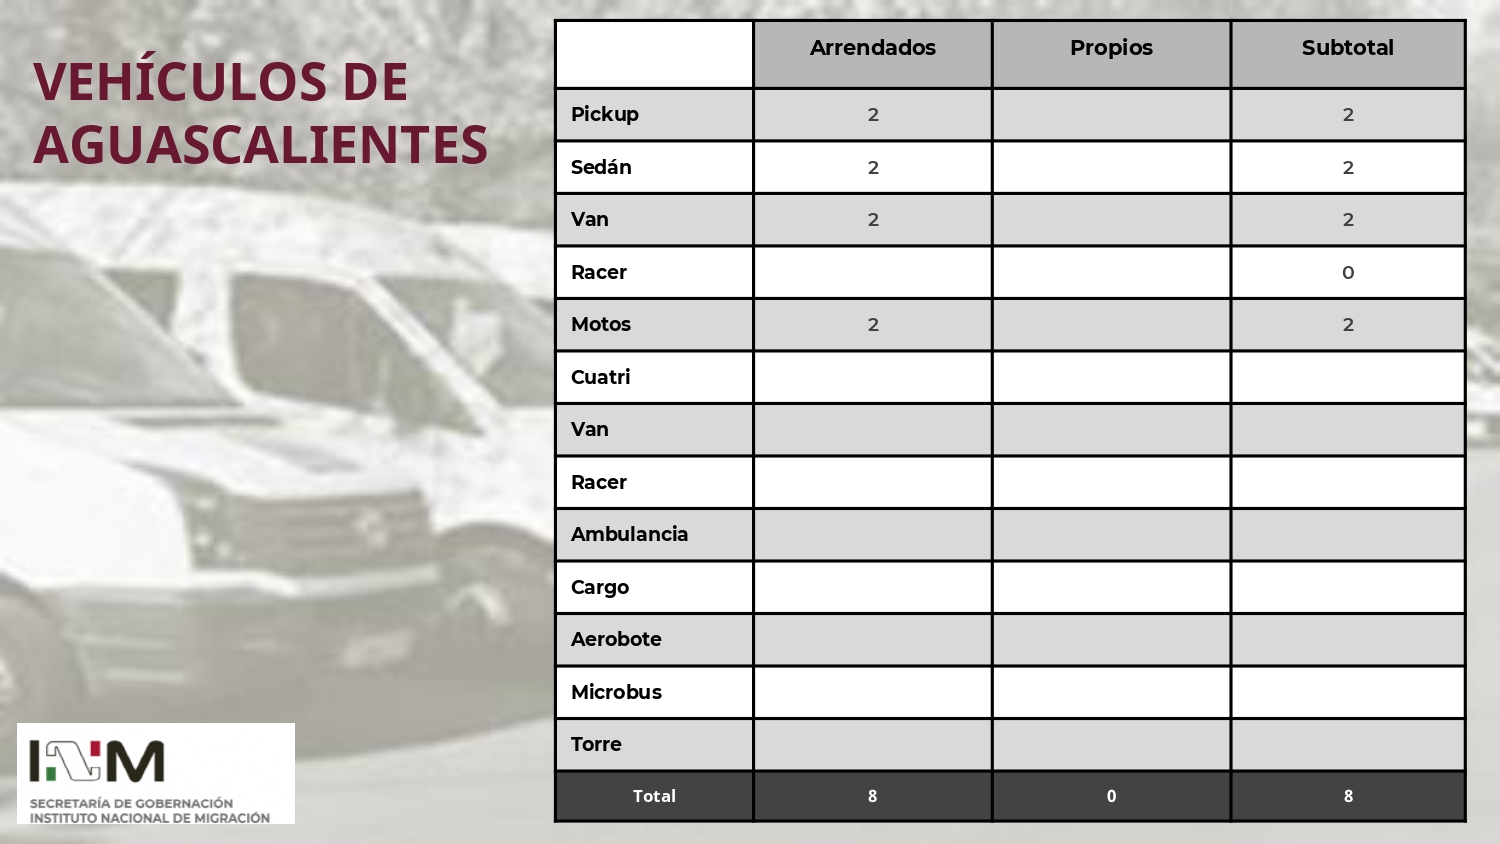 VEHÍCULOS DE
AGUASCALIENTES
Arrendados Propios Subtotal
Pickup 2 2
Sedán 2 2
Van 2 2
Racer 0
Motos 2 2
Cuatri
Van
Racer
Ambulancia
Cargo
Aerobote
Microbus
Torre
Total 8 0 8
INM
SECRETARÍA DE GOBERNACIÓN
INSTITUTO NACIONAL DE MIGRACIÓN